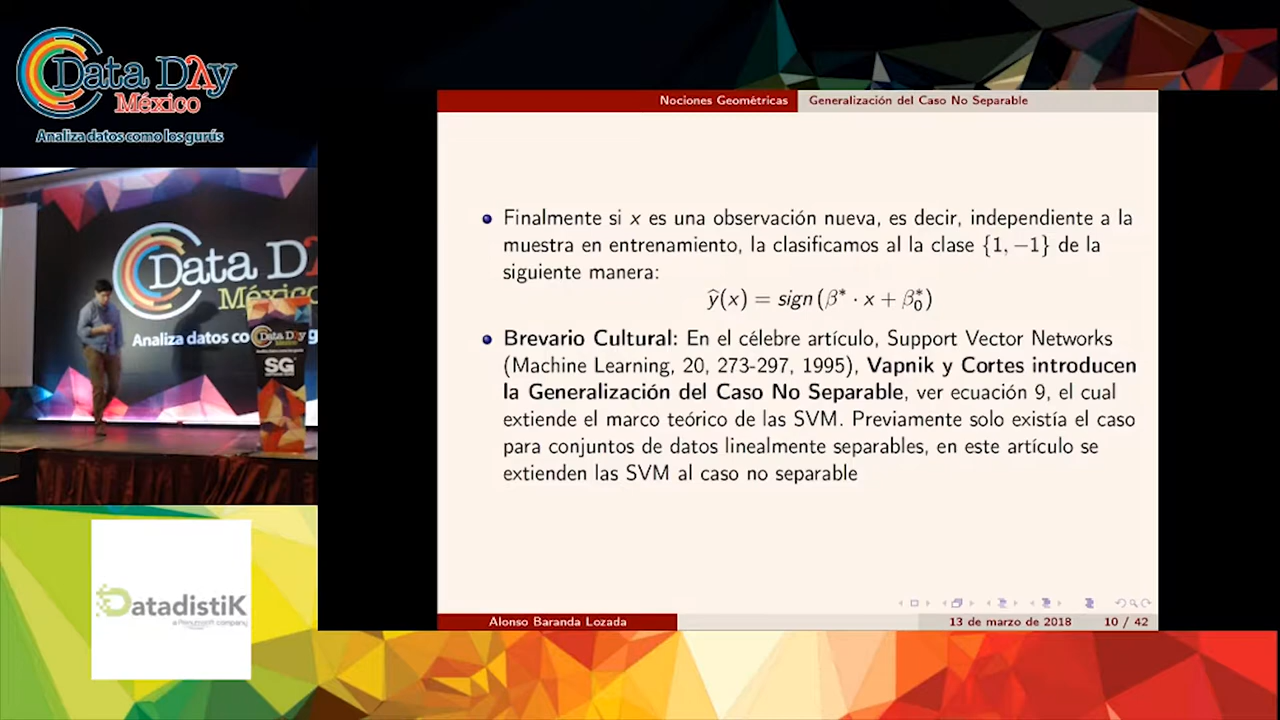 Data Day
México
Analiza datos como los gurús
Nociones Geométricas
Generalización del Caso No Separable
Finalmente si x es una observación nueva, es decir, independiente a la
muestra en entrenamiento, la clasificamos al la clase {1, −1} de la
siguiente manera:
ŷ(x) = sign (β* · x + β₀*)
Brevario Cultural: En el célebre artículo, Support Vector Networks
(Machine Learning, 20, 273-297, 1995), Vapnik y Cortes introducen
la Generalización del Caso No Separable, ver ecuación 9, el cual
extiende el marco teórico de las SVM. Previamente solo existía el caso
para conjuntos de datos linealmente separables, en este artículo se
extienden las SVM al caso no separable
Alonso Baranda Lozada
13 de marzo de 2018
10 / 42
Data D
México
Analiza datos co
gurús
Data Day
México
SG
DatadistiK